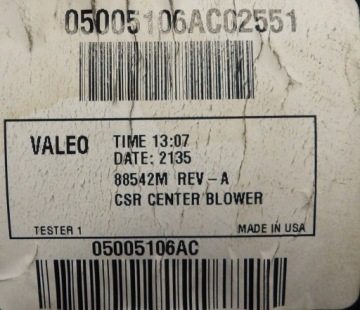 05005106AC02551
VALEO TIME 13:07
DATE: 2135
88542M REV-A
CSR CENTER BLOWER
TESTER 1 MADE IN USA
05005106AC